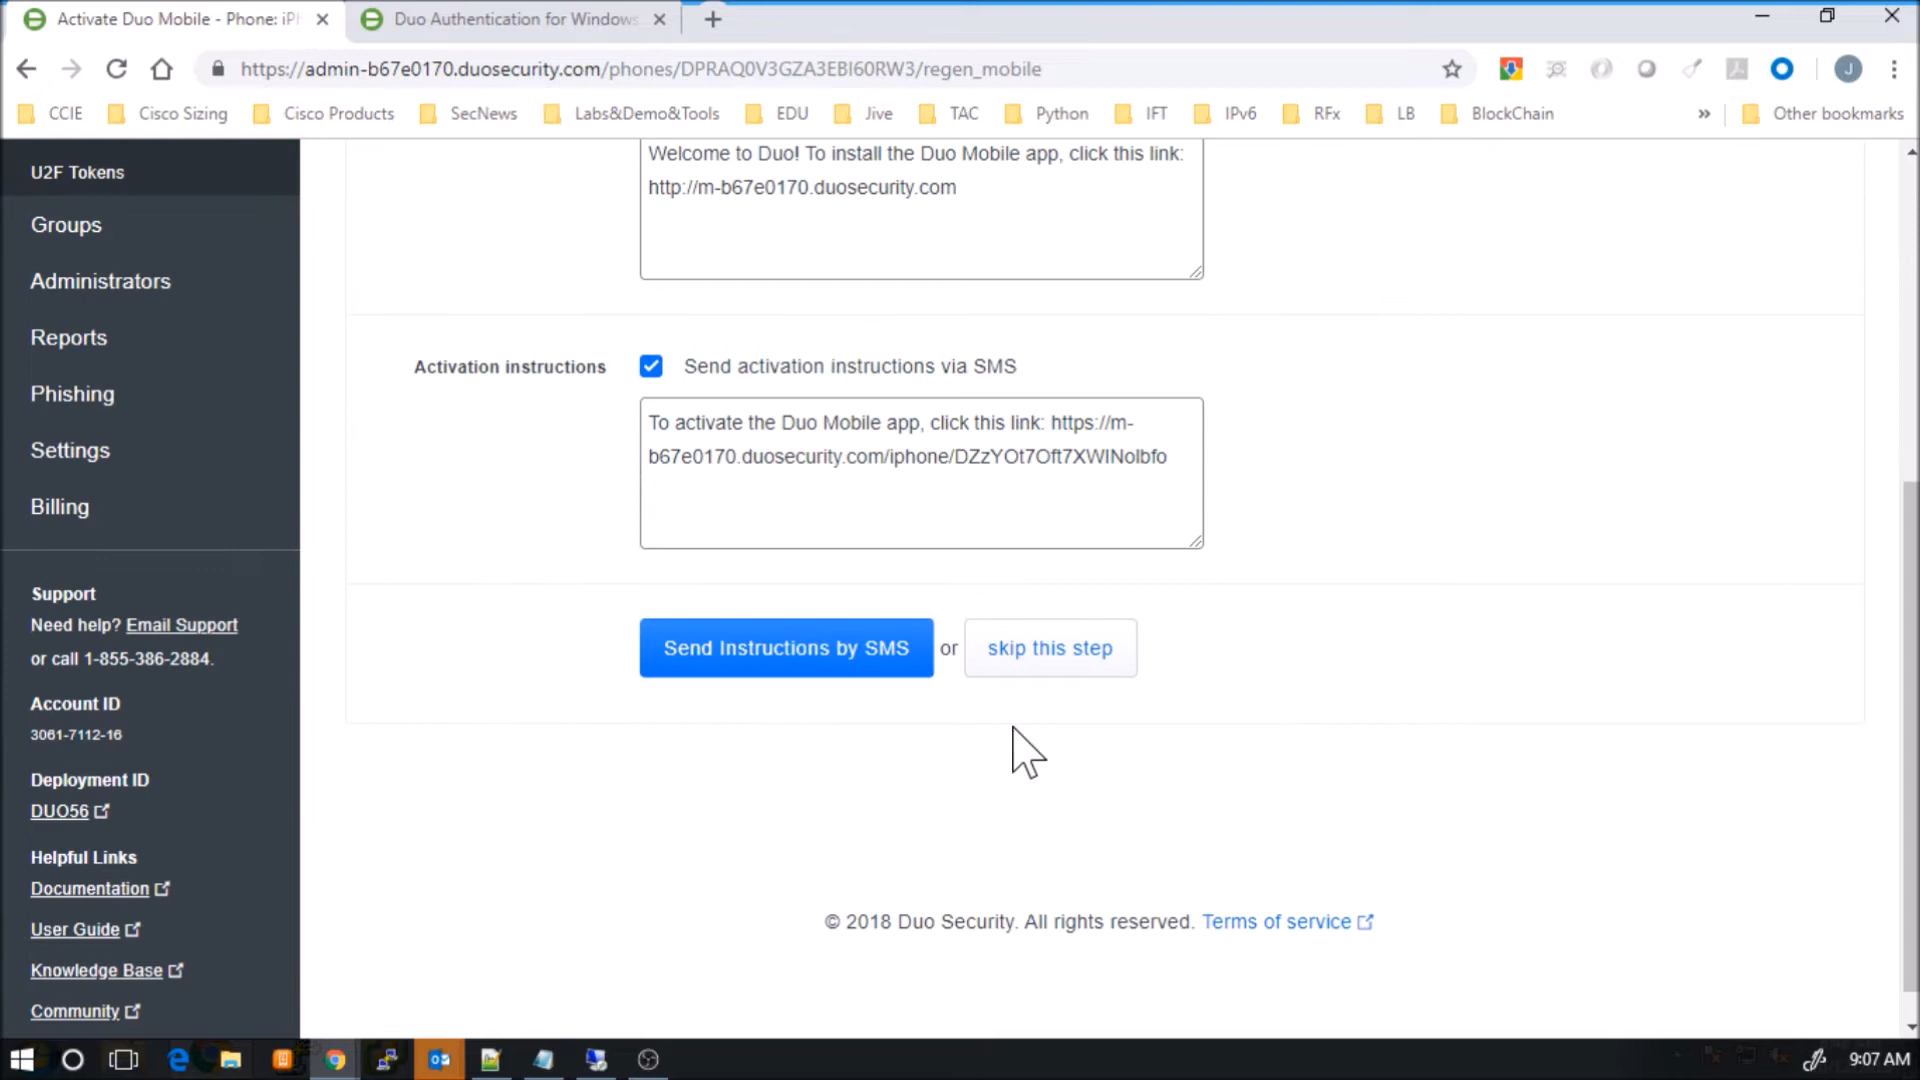 Activate Duo Mobile - Phone: iPh
Duo Authentication for Windows
https://admin-b67e0170.duosecurity.com/phones/DPRAQ0V3GZA3EBI60RW3/regen_mobile
J
CCIE
Cisco Sizing
Cisco Products
SecNews
Labs&Demo&Tools
EDU
Jive
TAC
Python
IFT
IPv6
RFx
LB
BlockChain
»
Other bookmarks
U2F Tokens
Groups
Administrators
Reports
Phishing
Settings
Billing
Support
Need help? Email Support
or call 1-855-386-2884.
Account ID
3061-7112-16
Deployment ID
DUO56
Helpful Links
Documentation
User Guide
Knowledge Base
Community
Welcome to Duo! To install the Duo Mobile app, click this link:
http://m-b67e0170.duosecurity.com
Activation instructions
Send activation instructions via SMS
To activate the Duo Mobile app, click this link: https://m-
b67e0170.duosecurity.com/iphone/DZzYOt7Oft7XWINolbfo
Send Instructions by SMS or skip this step
© 2018 Duo Security. All rights reserved. Terms of service
9:07 AM